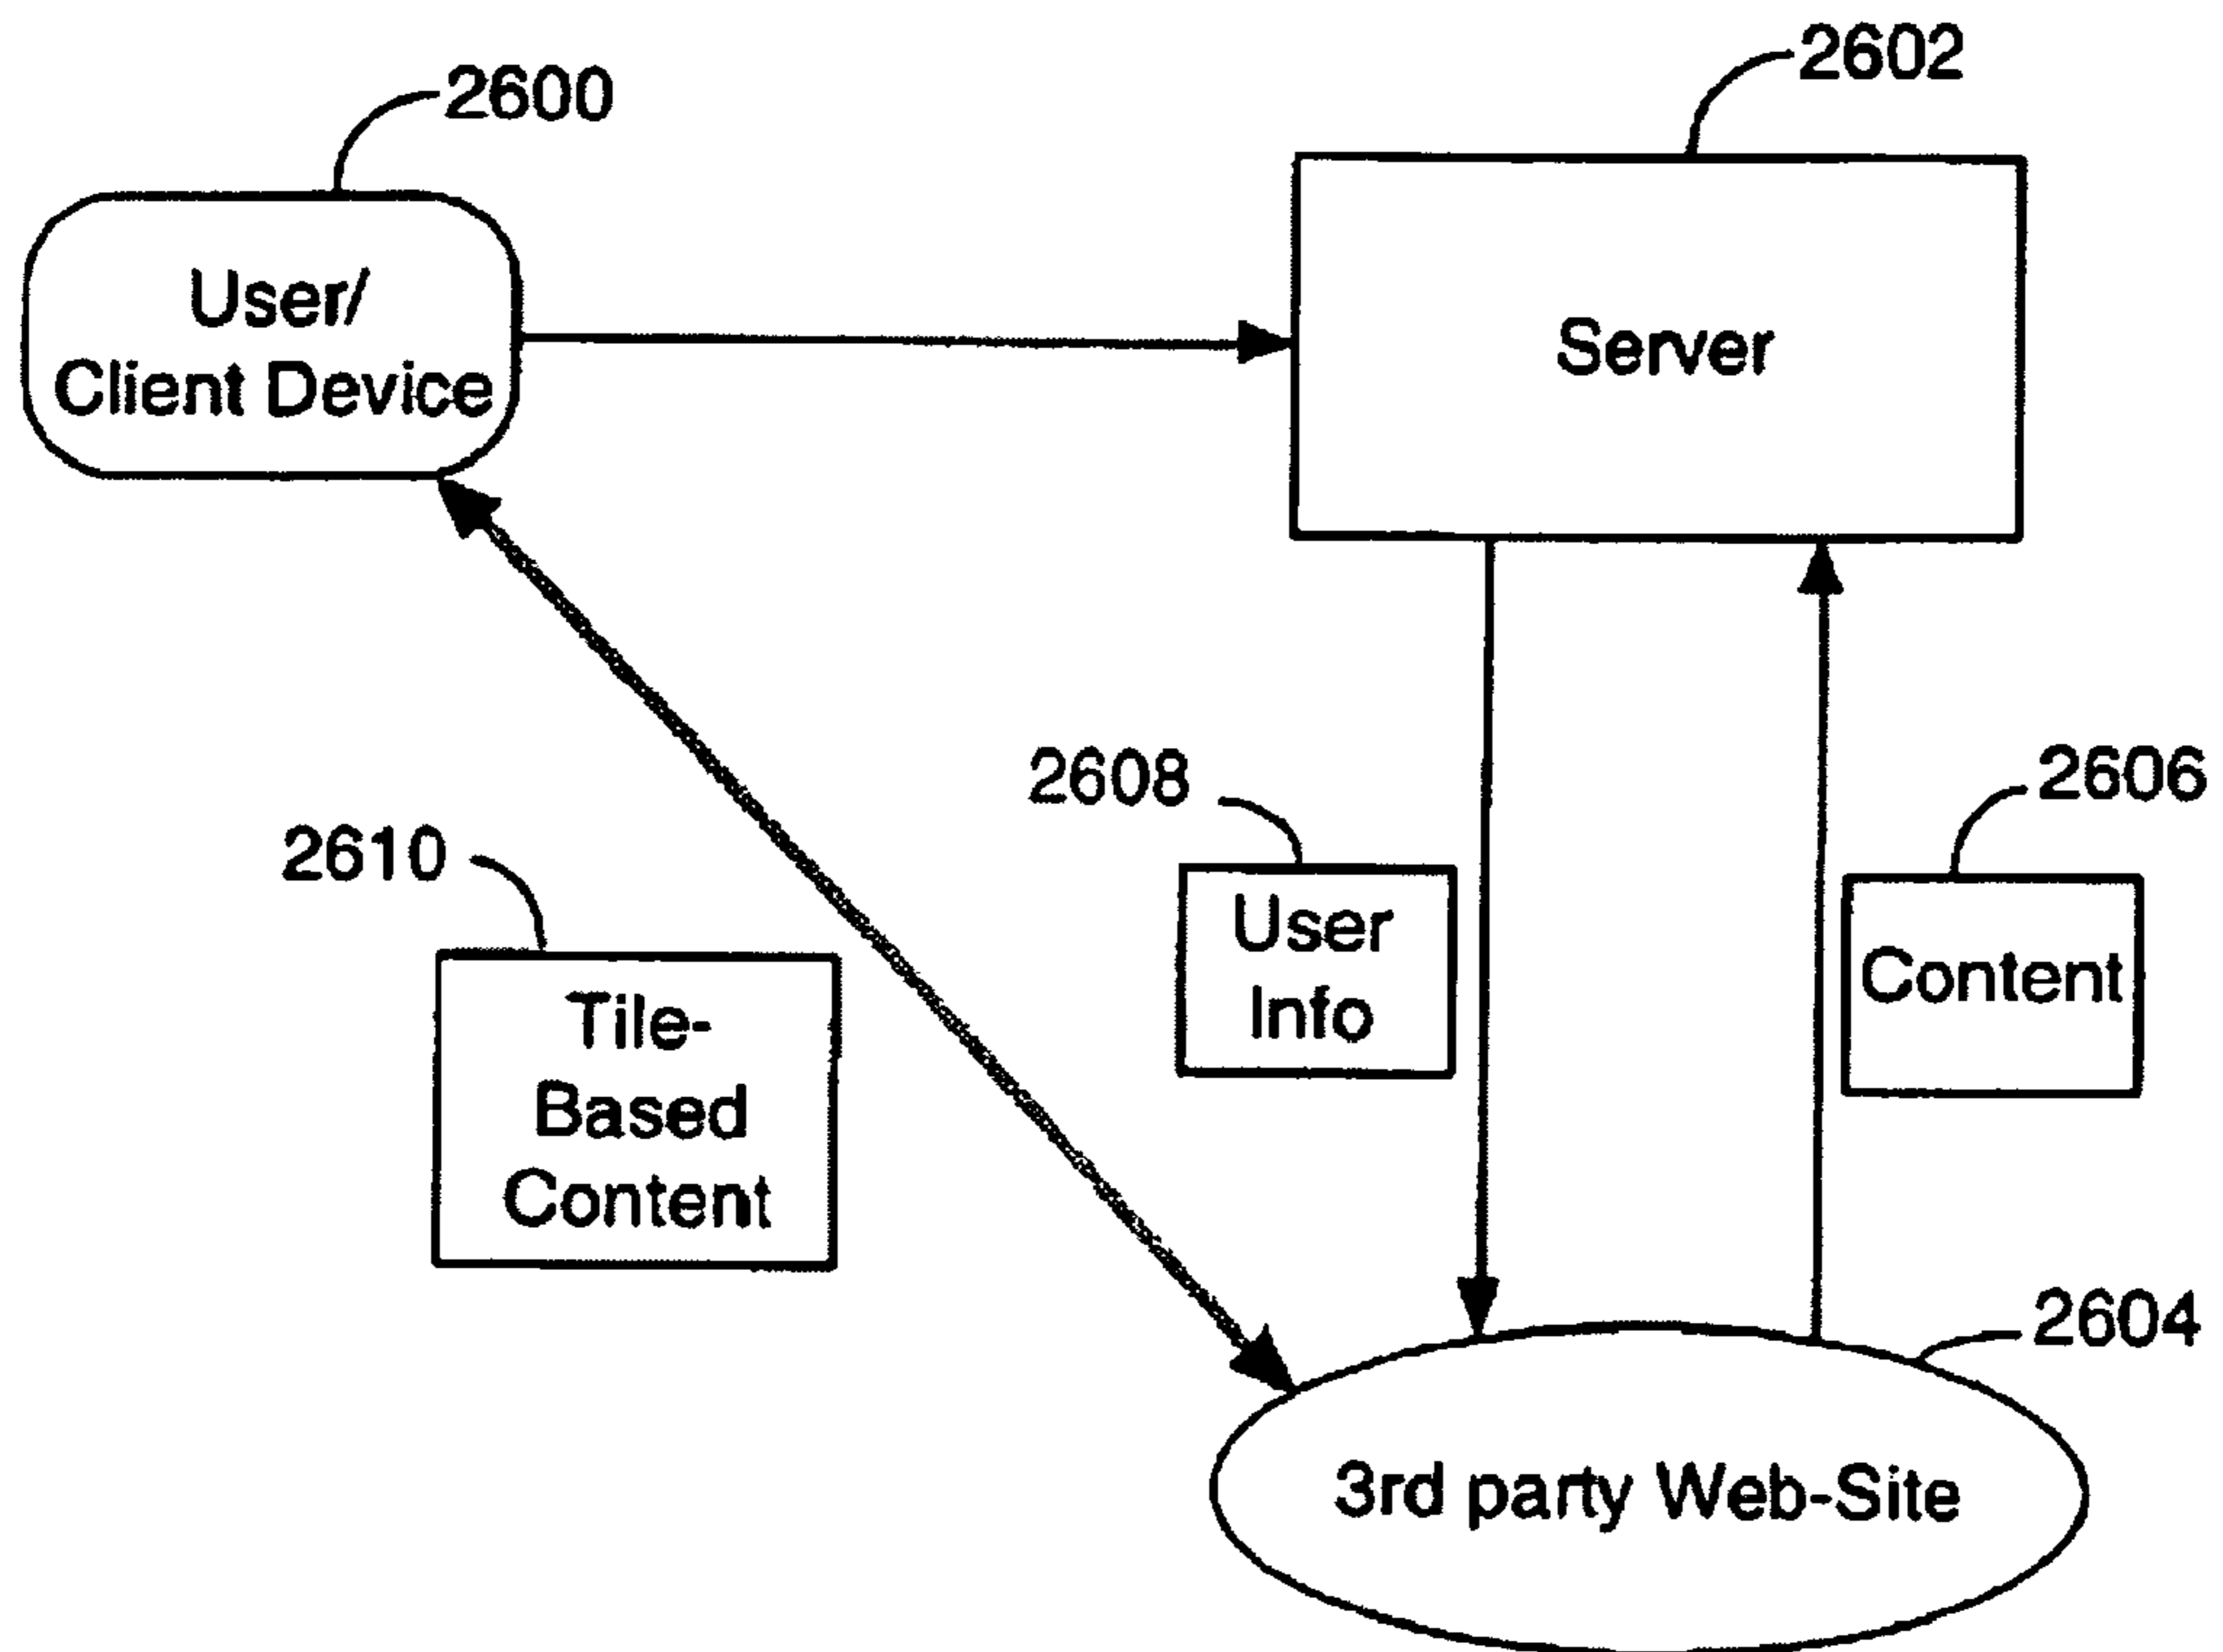 2600
2602
User/
Client Device
Server
2608
2606
2610
User
Info
Content
Tile-
Based
Content
2604
3rd party Web-Site